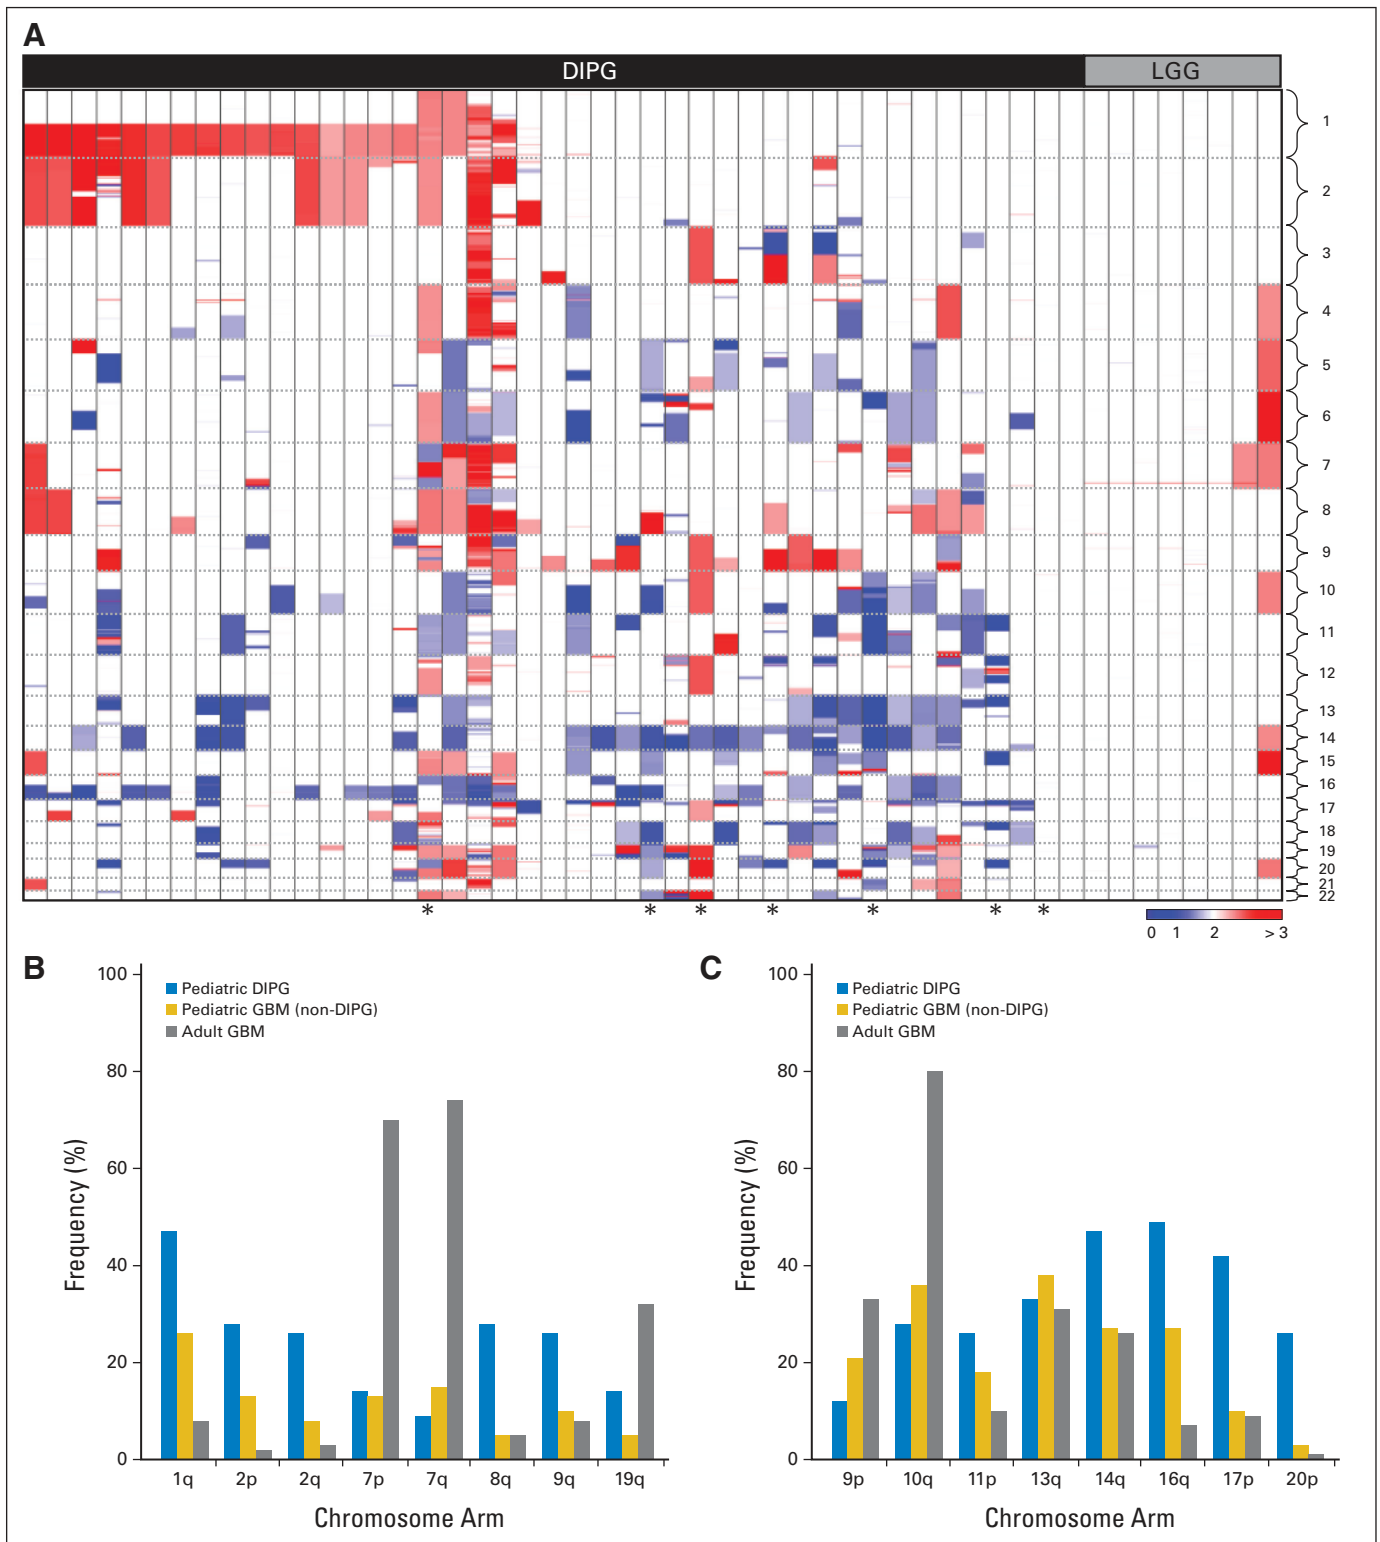 A
DIPG LGG
1
2
3
4
5
6
7
8
9
10
11
12
13
14
15
16
17
18
19
20
21
22
* * * * * * *
0 1 2 > 3
B
100
80
60
40
20
0
Frequency (%)
Pediatric DIPG
Pediatric GBM (non-DIPG)
Adult GBM
1q 2p 2q 7p 7q 8q 9q 19q
Chromosome Arm
C
100
80
60
40
20
0
Frequency (%)
Pediatric DIPG
Pediatric GBM (non-DIPG)
Adult GBM
9p 10q 11p 13q 14q 16q 17p 20p
Chromosome Arm